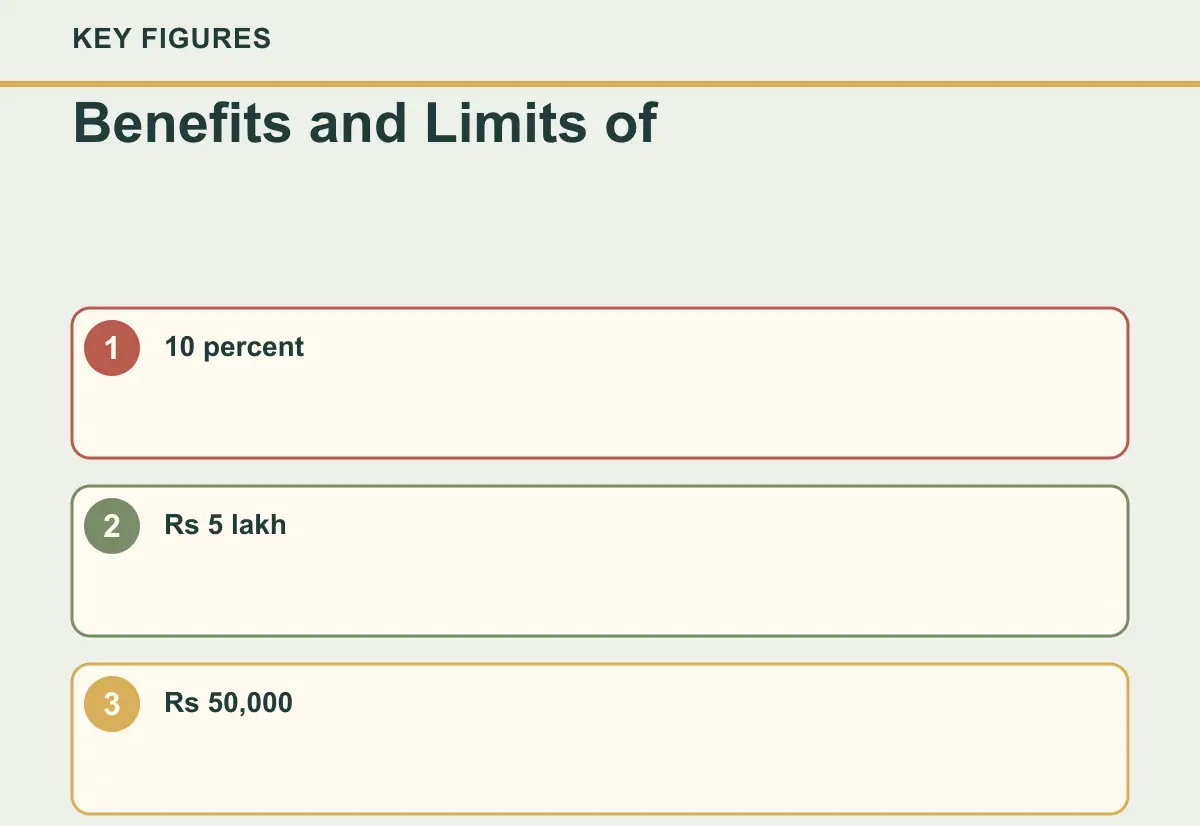 KEY FIGURES
Benefits and Limits of
1 10 percent
2 Rs 5 lakh
3 Rs 50,000